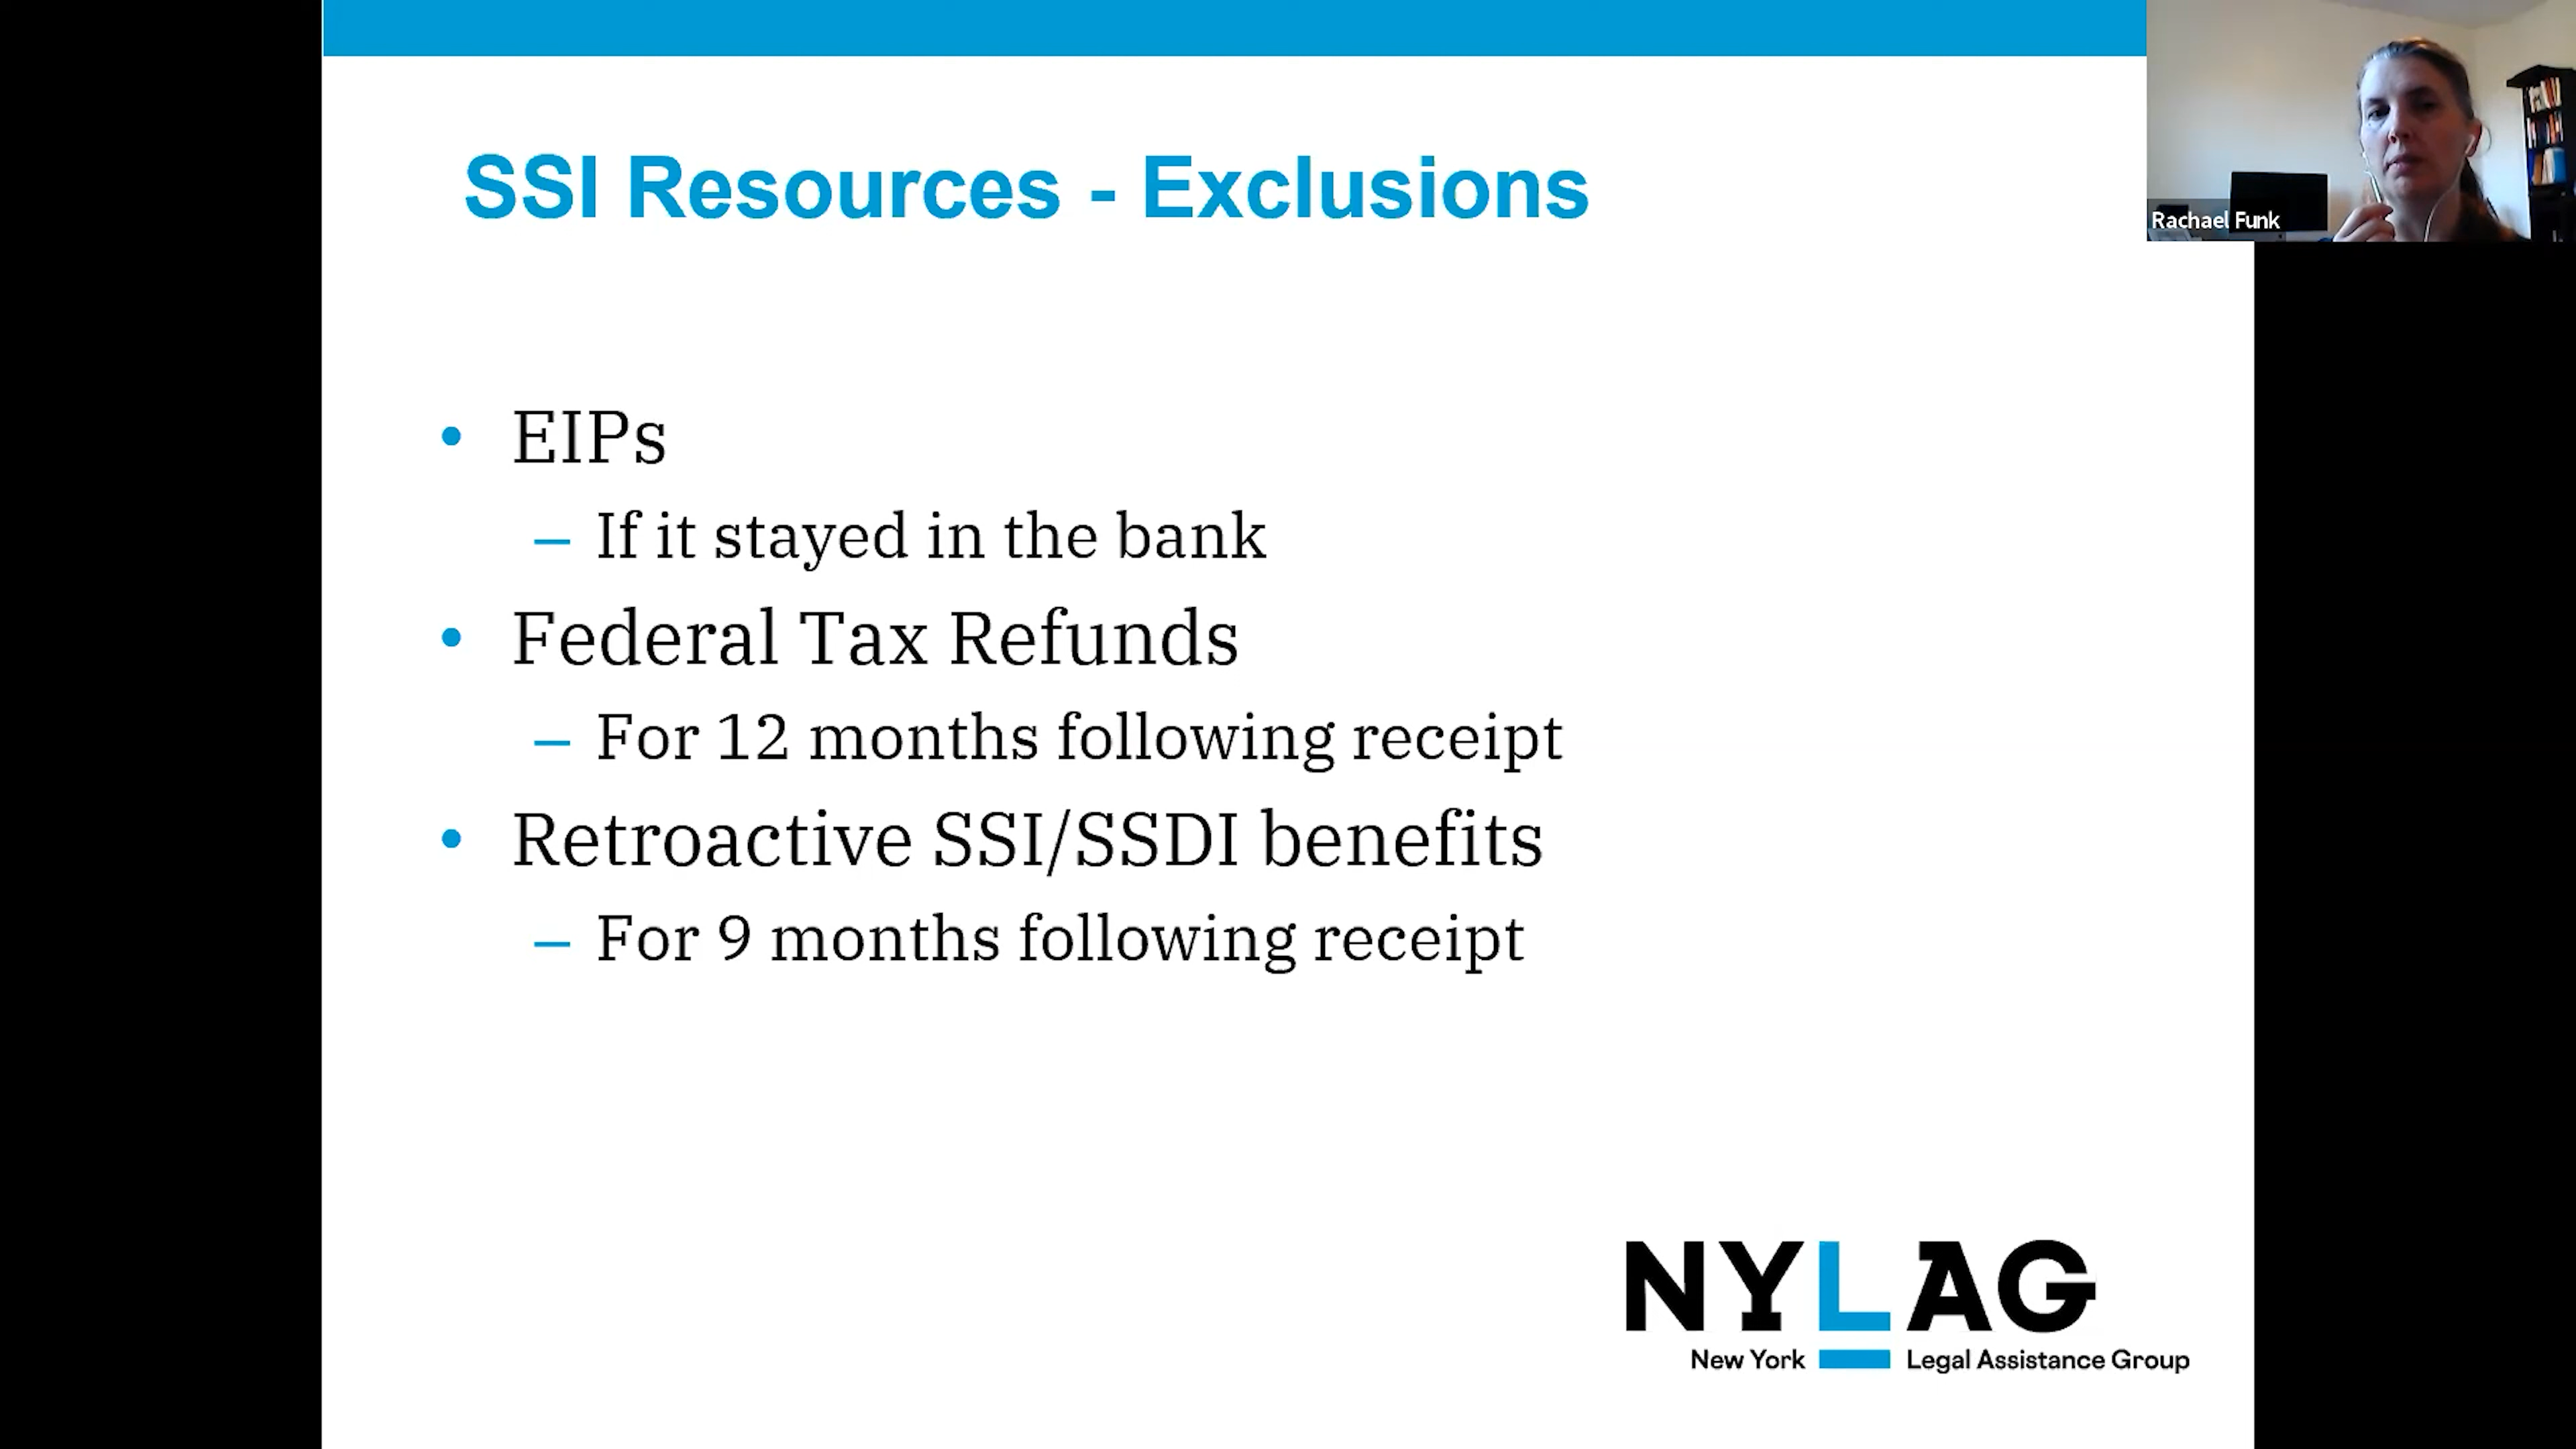 SSI Resources - Exclusions
Rachael Funk
• EIPs
– If it stayed in the bank
• Federal Tax Refunds
– For 12 months following receipt
• Retroactive SSI/SSDI benefits
– For 9 months following receipt
NYLAG
New York Legal Assistance Group